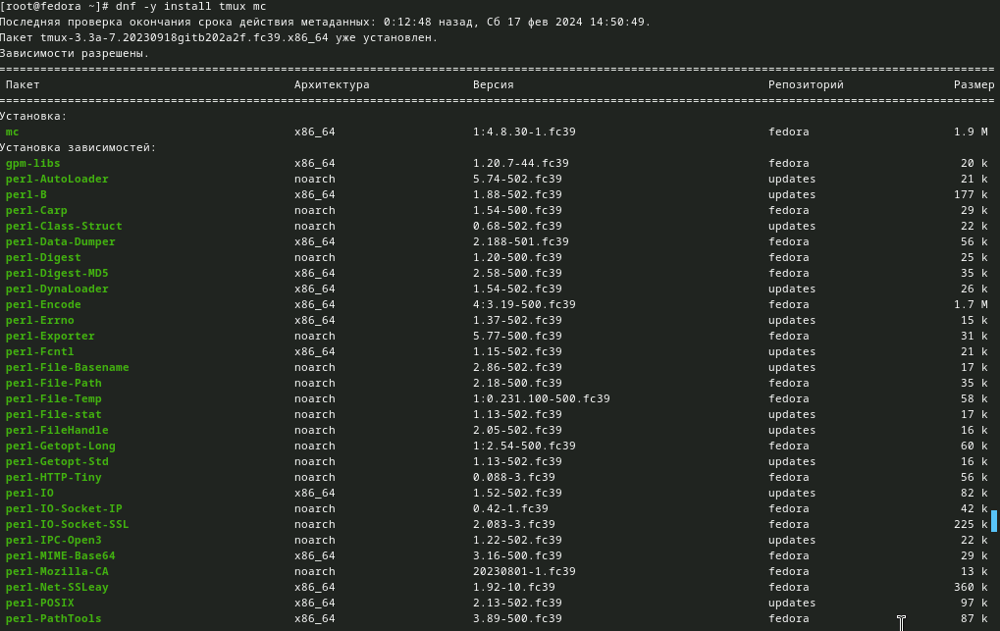 [root@fedora ~]# dnf -y install tmux mc
Последняя проверка окончания срока действия метаданных: 0:12:48 назад, Сб 17 фев 2024 14:50:49.
Пакет tmux-3.3a-7.20230918gitb202a2f.fc39.x86_64 уже установлен.
Зависимости разрешены.
================================================================================================================================================
Пакет Архитектура Версия Репозиторий Размер
================================================================================================================================================
Установка:
mc x86_64 1:4.8.30-1.fc39 fedora 1.9 M
Установка зависимостей:
gpm-libs x86_64 1.20.7-44.fc39 fedora 20 k
perl-AutoLoader noarch 5.74-502.fc39 updates 21 k
perl-B x86_64 1.88-502.fc39 updates 177 k
perl-Carp noarch 1.54-500.fc39 fedora 29 k
perl-Class-Struct noarch 0.68-502.fc39 updates 22 k
perl-Data-Dumper x86_64 2.188-501.fc39 fedora 56 k
perl-Digest noarch 1.20-500.fc39 fedora 25 k
perl-Digest-MD5 x86_64 2.58-500.fc39 fedora 35 k
perl-DynaLoader x86_64 1.54-502.fc39 updates 26 k
perl-Encode x86_64 4:3.19-500.fc39 fedora 1.7 M
perl-Errno x86_64 1.37-502.fc39 updates 15 k
perl-Exporter noarch 5.77-500.fc39 fedora 31 k
perl-Fcntl x86_64 1.15-502.fc39 updates 21 k
perl-File-Basename noarch 2.86-502.fc39 updates 17 k
perl-File-Path noarch 2.18-500.fc39 fedora 35 k
perl-File-Temp noarch 1:0.231.100-500.fc39 fedora 58 k
perl-File-stat noarch 1.13-502.fc39 updates 17 k
perl-FileHandle noarch 2.05-502.fc39 updates 16 k
perl-Getopt-Long noarch 1:2.54-500.fc39 fedora 60 k
perl-Getopt-Std noarch 1.13-502.fc39 updates 16 k
perl-HTTP-Tiny noarch 0.088-3.fc39 fedora 56 k
perl-IO x86_64 1.52-502.fc39 updates 82 k
perl-IO-Socket-IP noarch 0.42-1.fc39 fedora 42 k
perl-IO-Socket-SSL noarch 2.083-3.fc39 fedora 225 k
perl-IPC-Open3 noarch 1.22-502.fc39 updates 22 k
perl-MIME-Base64 x86_64 3.16-500.fc39 fedora 29 k
perl-Mozilla-CA noarch 20230801-1.fc39 fedora 13 k
perl-Net-SSLeay x86_64 1.92-10.fc39 fedora 360 k
perl-POSIX x86_64 2.13-502.fc39 updates 97 k
perl-PathTools x86_64 3.89-500.fc39 fedora 87 k